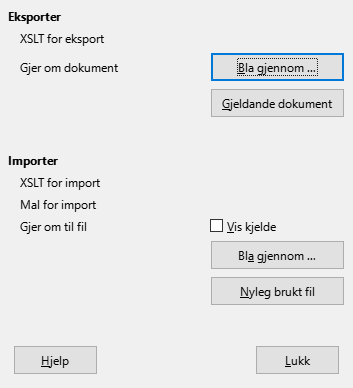 Eksporter
XSLT for eksport
Gjer om dokument
Bla gjennom ...
Gjeldande dokument
Importer
XSLT for import
Mal for import
Gjer om til fil
Vis kjelde
Bla gjennom ...
Nyleg brukt fil
Hjelp
Lukk